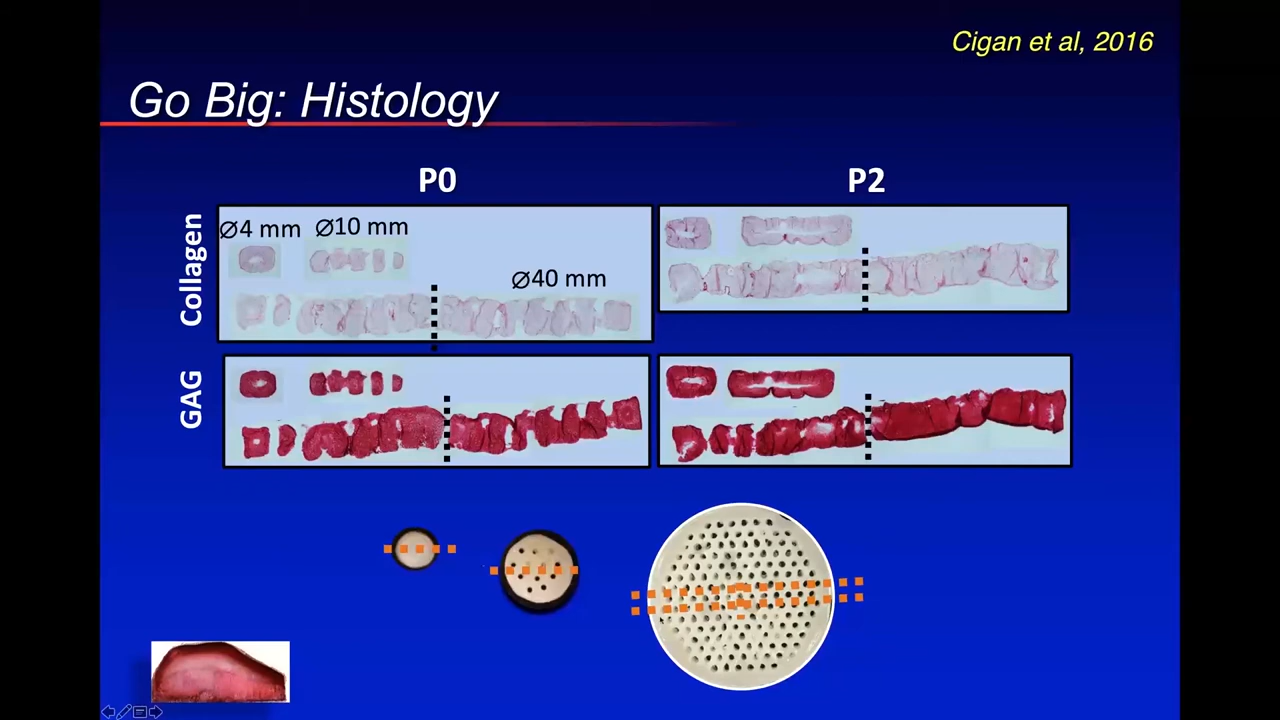 Cigan et al, 2016
Go Big: Histology
P0
P2
Collagen
∅4 mm
∅10 mm
∅40 mm
GAG